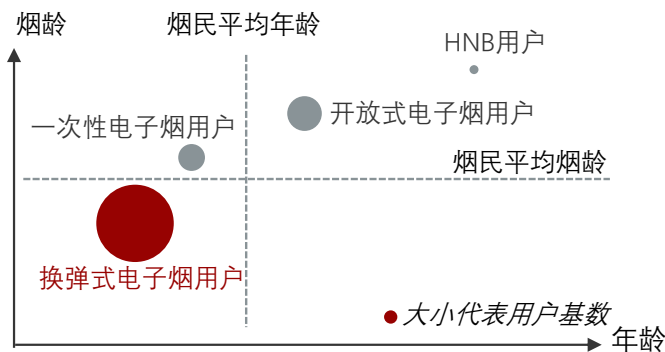 烟龄
烟民平均年龄
HNB用户
开放式电子烟用户
一次性电子烟用户
烟民平均烟龄
换弹式电子烟用户
大小代表用户基数
年龄